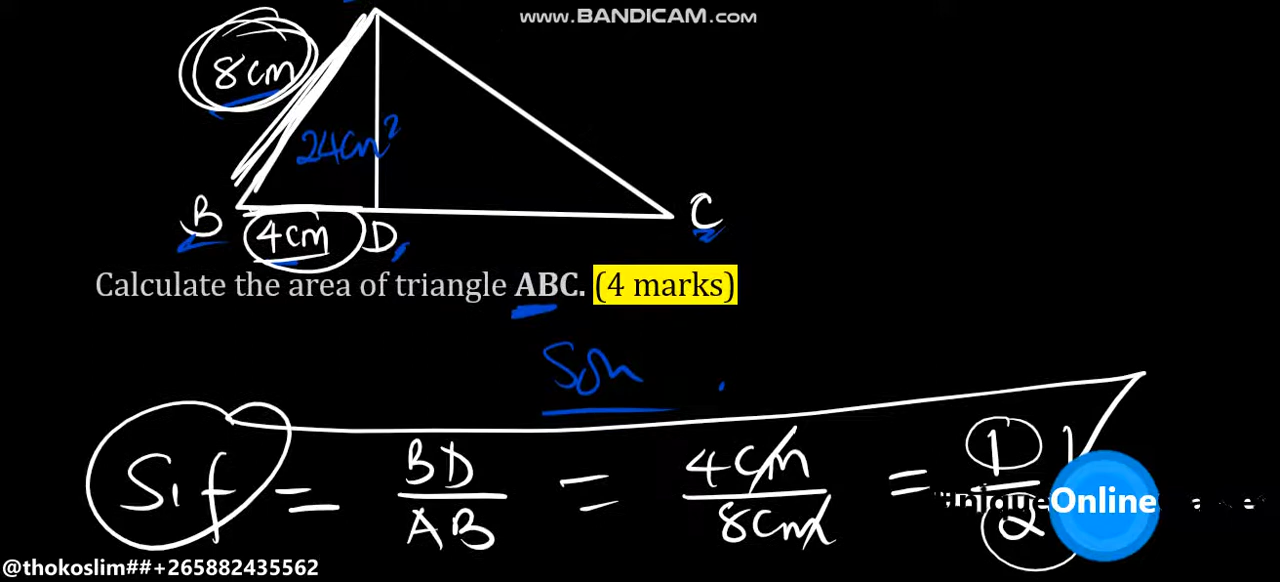 www.BANDICAM.com
8cm
24cm²
B
4cm
D
C
Calculate the area of triangle ABC. (4 marks)
Soln
S.f = BD/AB = 4cm/8cm = 1/2
Online
@thokoslim##+265882435562